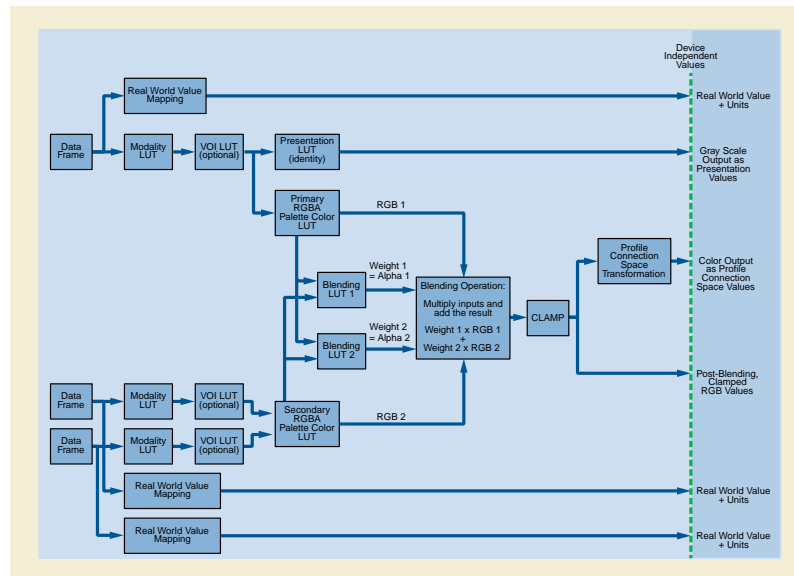 Device
Independent
Values
Real World Value
Mapping
Real World Value
+ Units
Data
Frame
Modality
LUT
VOI LUT
(optional)
Presentation
LUT
(identity)
Gray Scale
Output as
Presentation
Values
Primary
RGBA
Palette Color
LUT
RGB 1
Profile
Connection
Space
Transformation
Color Output
as Profile
Connection
Space Values
Weight 1
= Alpha 1
Blending
LUT 1
Blending Operation:
Multiply inputs and
add the result
Weight 1 x RGB 1
+
Weight 2 x RGB 2
CLAMP
Weight 2
= Alpha 2
Blending
LUT 2
Post-Blending,
Clamped
RGB Values
Data
Frame
Modality
LUT
VOI LUT
(optional)
Secondary
RGBA
Palette Color
LUT
RGB 2
Data
Frame
Modality
LUT
VOI LUT
(optional)
Real World Value
Mapping
Real World Value
+ Units
Real World Value
Mapping
Real World Value
+ Units